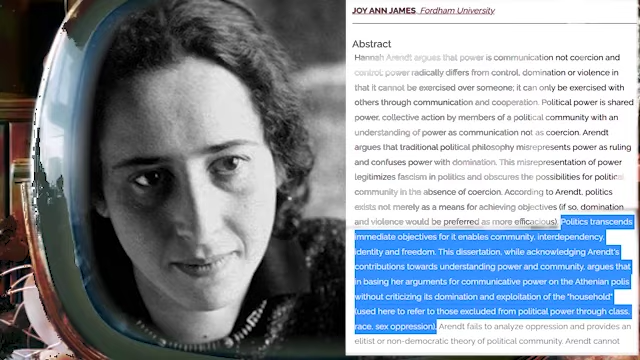 JOY ANN JAMES, Fordham University
Abstract
Hannah Arendt argues that power is communication not coercion and
control, power radically differs from control, domination or violence in
that it cannot be exercised over someone; it can only be exercised with
others through communication and cooperation. Political power is shared
power, collective action by members of a political community with an
understanding of power as communication not as coercion. Arendt
argues that traditional political philosophy misrepresents power as ruling
and confuses power with domination. This misrepresentation of power
legitimizes fascism in politics and obscures the possibilities for political
community in the absence of coercion. According to Arendt, politics
exists not merely as a means for achieving objectives (if so, domination
and violence would be preferred as more efficacious). Politics transcends
immediate objectives for it enables community, interdependency,
identity and freedom. This dissertation, while acknowledging Arendt's
contributions towards understanding power and community, argues that
in basing her arguments for communicative power on the Athenian polis
without criticizing its domination and exploitation of the "household"
(used here to refer to those excluded from political power through class,
race, sex oppression), Arendt fails to analyze oppression and provides an
elitist or non-democratic theory of political community. Arendt cannot